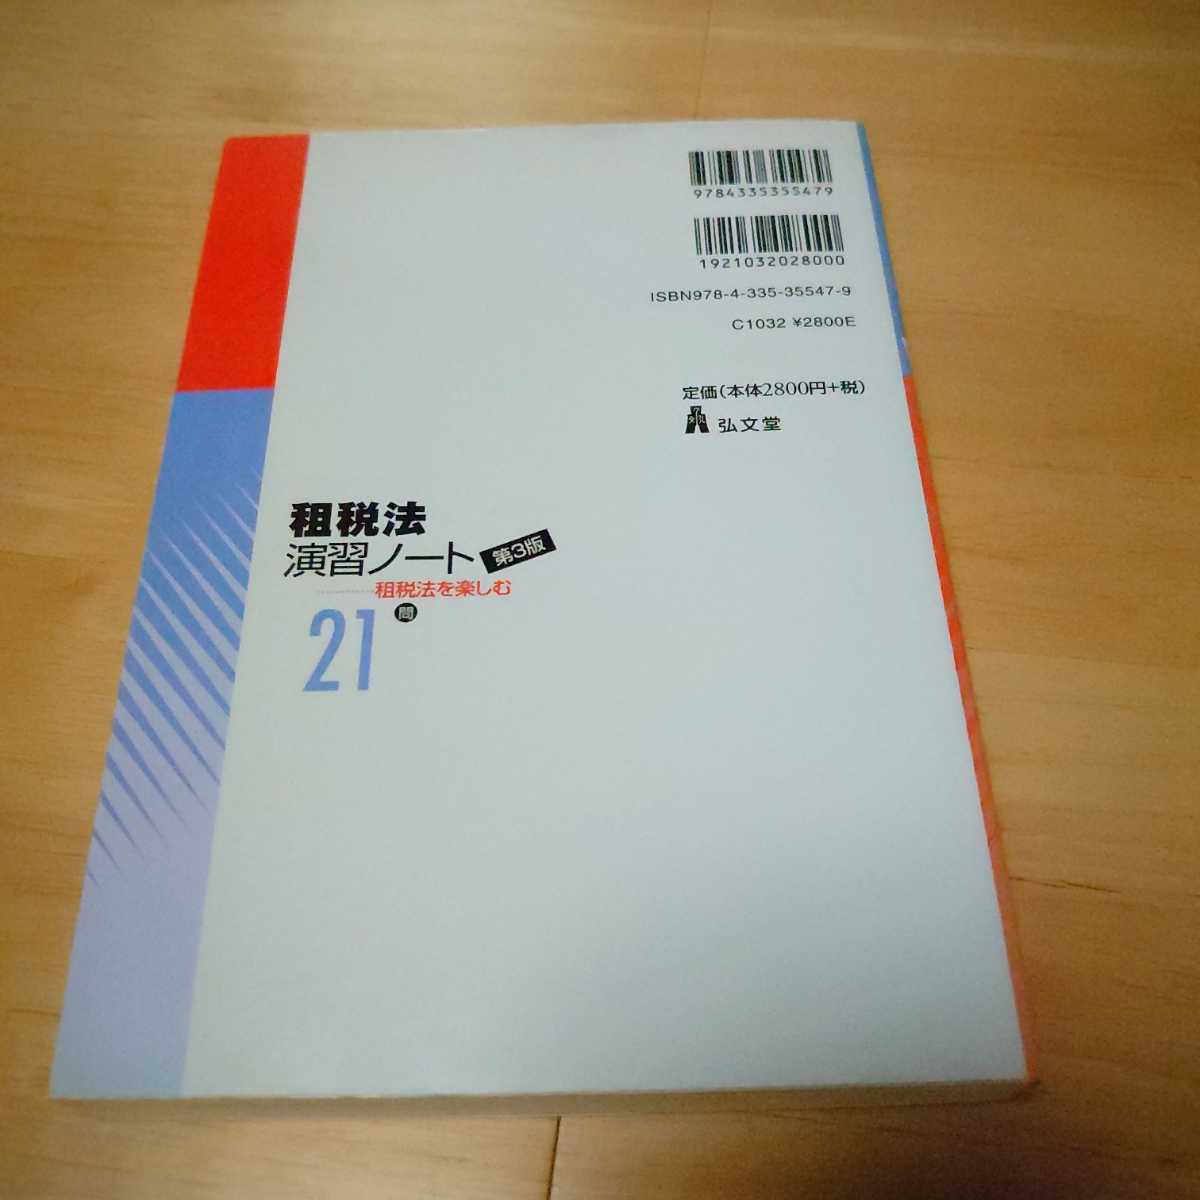 9784335355479
1921032028000
ISBN978-4-335-35547-9
C1032 ¥2800E
定価(本体2800円+税)
弘文堂
租税法
演習ノート 第3版
租税法を楽しむ
21問